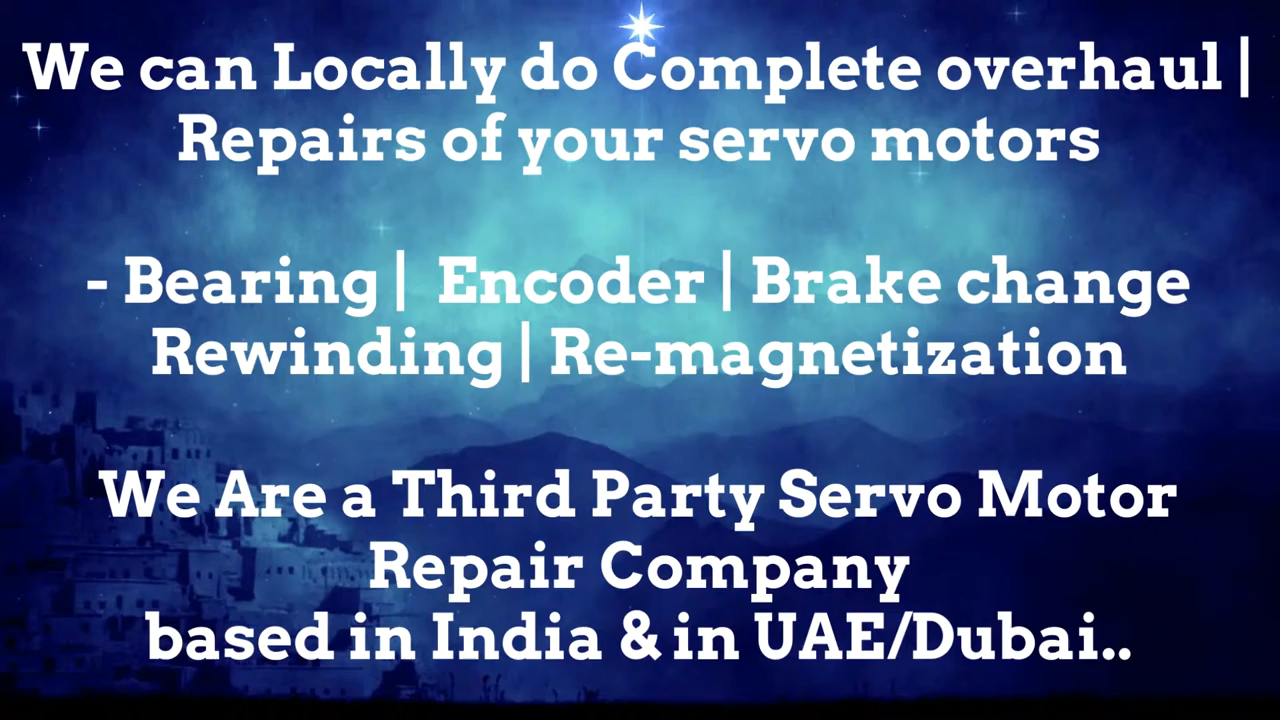 We can Locally do Complete overhaul |
Repairs of your servo motors
- Bearing | Encoder | Brake change
Rewinding | Re-magnetization
We Are a Third Party Servo Motor
Repair Company
based in India & in UAE/Dubai..